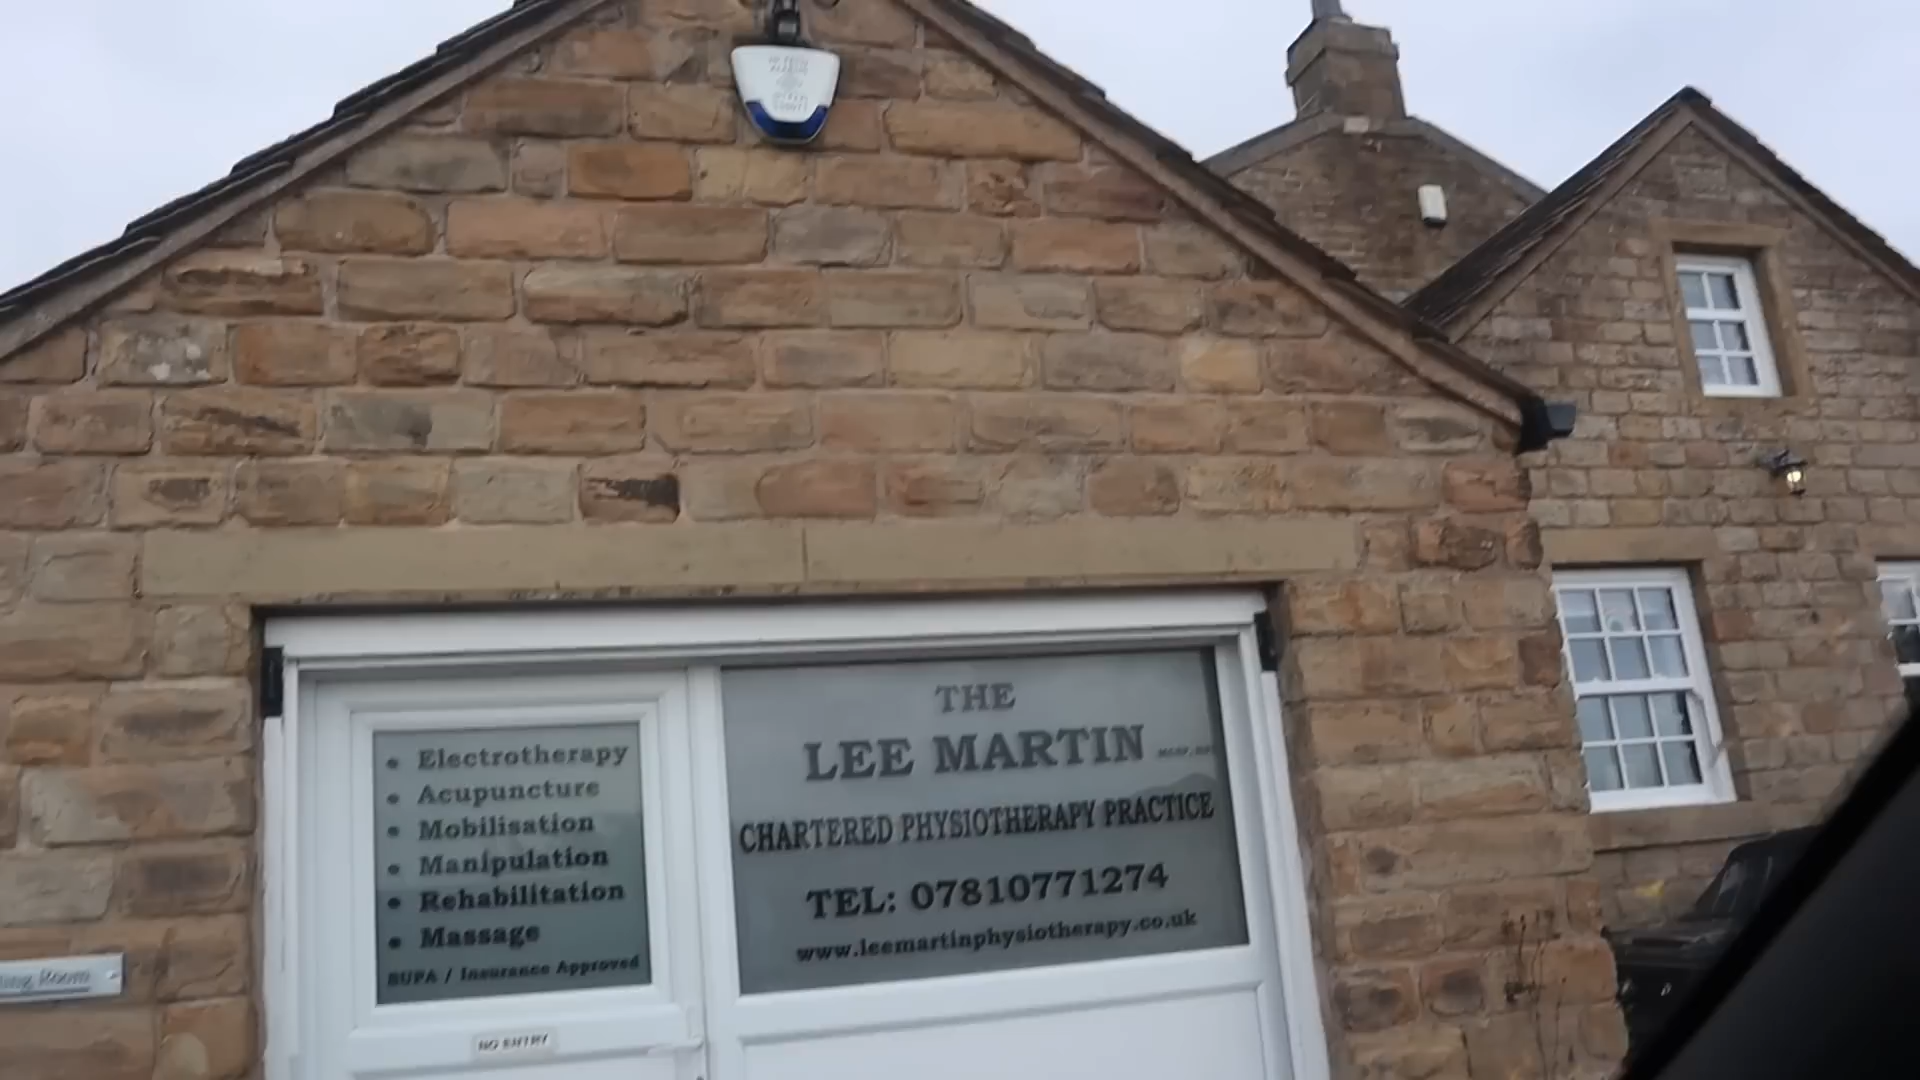 THE
LEE MARTIN
CHARTERED PHYSIOTHERAPY PRACTICE
TEL: 07810771274
www.leemartinphysiotherapy.co.uk
• Electrotherapy
• Acupuncture
• Mobilisation
• Manipulation
• Rehabilitation
• Massage
BUPA / Insurance Approved
NO ENTRY
Room